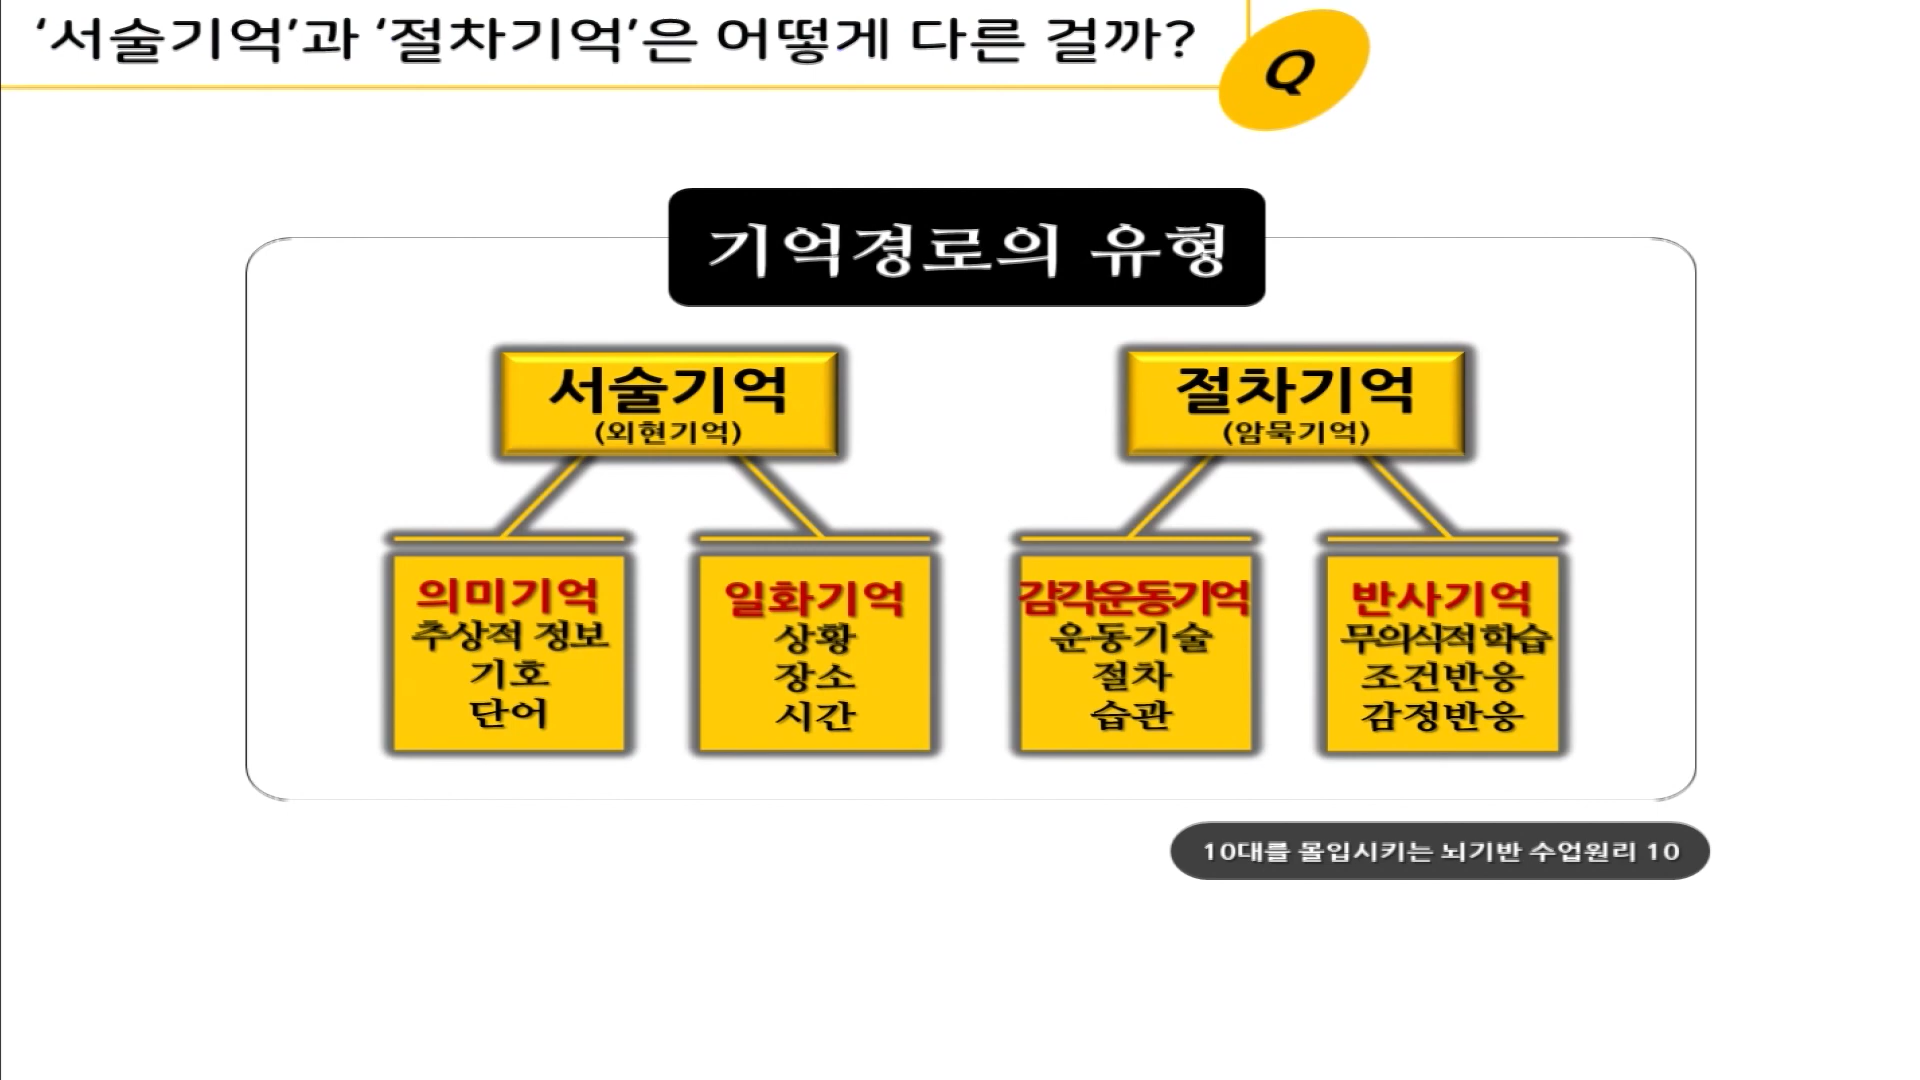 ‘서술기억’과 ‘절차기억’은 어떻게 다른 걸까?
Q
기억경로의 유형
서술기억
(외현기억)
절차기억
(암묵기억)
의미기억
추상적 정보
기호
단어
일화기억
상황
장소
시간
감각운동기억
운동기술
절차
습관
반사기억
무의식적 학습
조건반응
감정반응
10대를 몰입시키는 뇌기반 수업원리 10